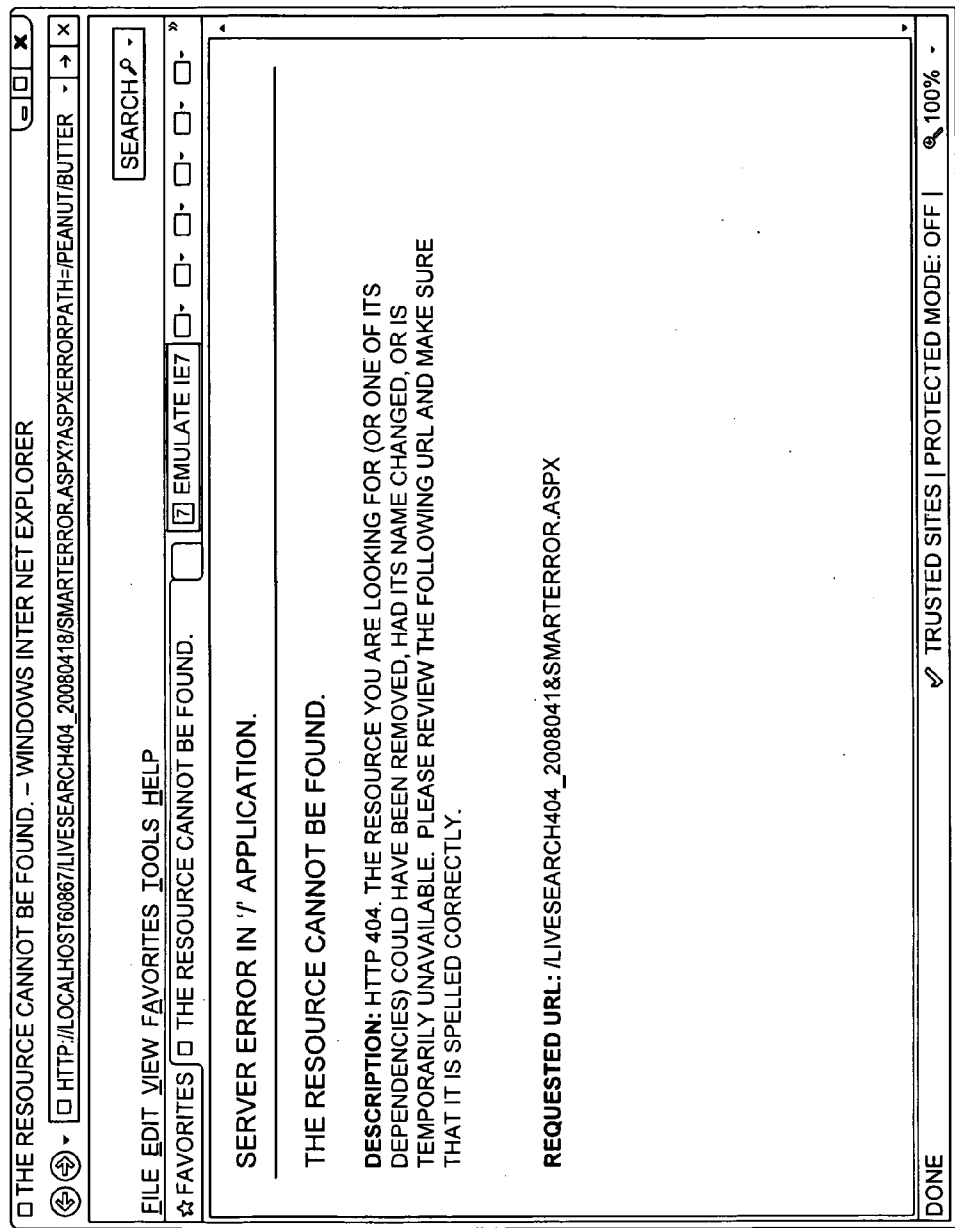 THE RESOURCE CANNOT BE FOUND. – WINDOWS INTER NET EXPLORER
HTTP://LOCALHOST60867/LIVESEARCH404_20080418/SMARTERROR.ASPX?ASPXERRORPATH=/PEANUT/BUTTER
SEARCH
FILE EDIT VIEW FAVORITES TOOLS HELP
FAVORITES THE RESOURCE CANNOT BE FOUND. 7 EMULATE IE7 »
SERVER ERROR IN '/' APPLICATION.
THE RESOURCE CANNOT BE FOUND.
DESCRIPTION: HTTP 404. THE RESOURCE YOU ARE LOOKING FOR (OR ONE OF ITS
DEPENDENCIES) COULD HAVE BEEN REMOVED, HAD ITS NAME CHANGED, OR IS
TEMPORARILY UNAVAILABLE. PLEASE REVIEW THE FOLLOWING URL AND MAKE SURE
THAT IT IS SPELLED CORRECTLY.
REQUESTED URL: /LIVESEARCH404_2008041&SMARTERROR.ASPX
DONE TRUSTED SITES | PROTECTED MODE: OFF | 100%